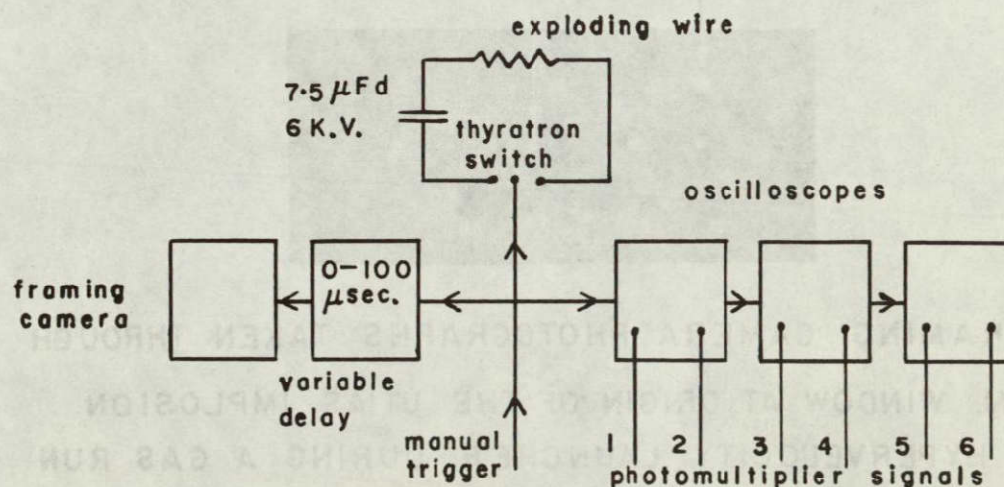 exploding wire
7.5 µFd
6 K.V.
thyratron
switch
oscilloscopes
0-100
µsec.
framing
camera
variable
delay
manual
trigger
1 2 3 4 5 6
photomultiplier signals